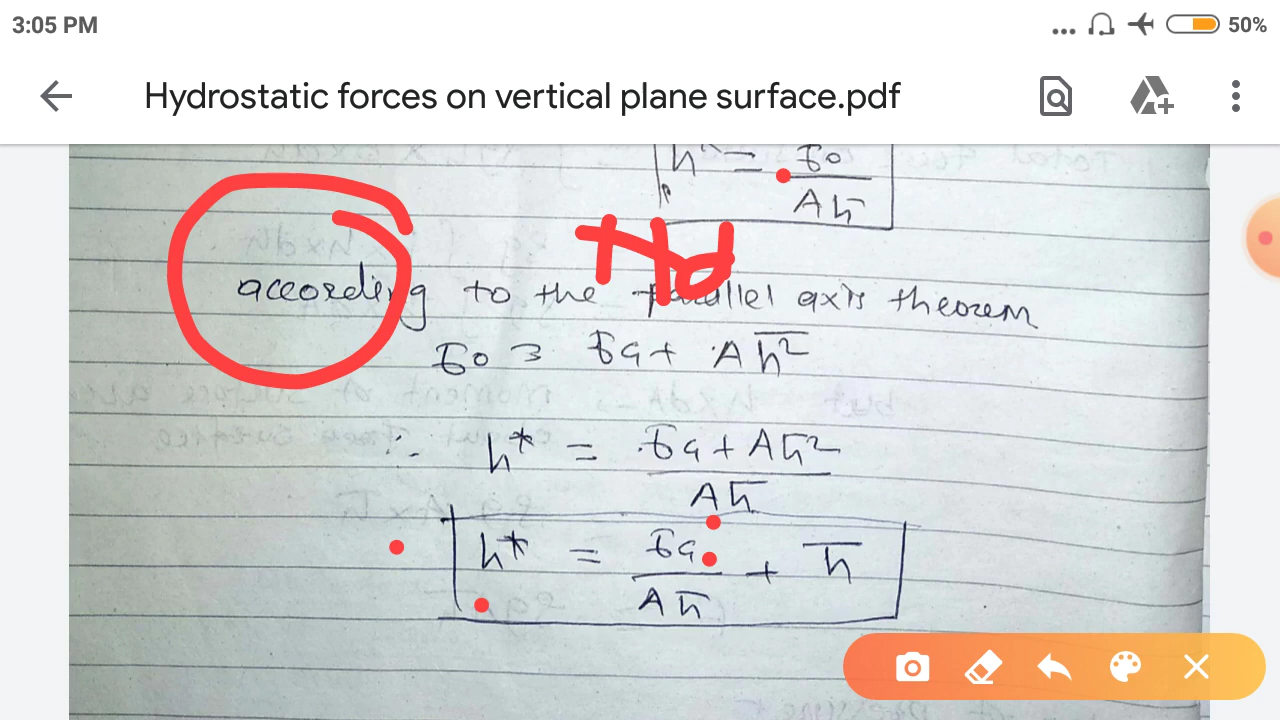 3:05 PM
... 50%
Hydrostatic forces on vertical plane surface.pdf
h* = I0
Ah̅
according to the parallel axis theorem
I0 = IG + Ah̅²
∴ h* = IG + Ah̅²
Ah̅
h* = IG + h̅
Ah̅